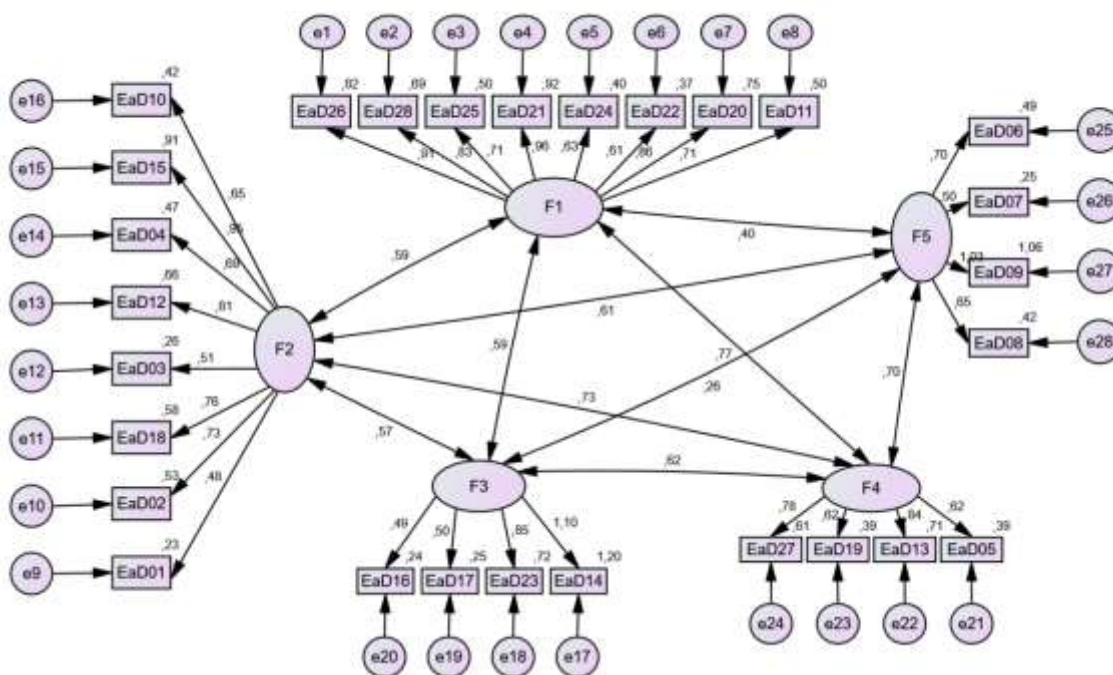 e1 e2 e3 e4 e5 e6 e7 e8
,82 ,69 ,50 ,92 ,40 ,37 ,75 ,50
EaD26 EaD28 EaD25 EaD21 EaD24 EaD22 EaD20 EaD11
,91 ,83 ,71 ,96 ,63 ,61 ,86 ,71
F1
,42
e16 EaD10
,65
,91
e15 EaD15
,95
,47
e14 EaD04
,69
,66
e13 EaD12
,81
,26
e12 EaD03
,51
,58
e11 EaD18
,76
,53
e10 EaD02
,73
,23
e9 EaD01
,48
F2
,49
EaD06 e25
,70
,25
EaD07 e26
,50
1,06
EaD09 e27
1,03
,42
EaD08 e28
,65
F5
,59
,40
,61
,59
,77
,26
,73
,70
,57
,62
F3
,49 ,50 ,85 1,10
,24 ,25 ,72 1,20
EaD16 EaD17 EaD23 EaD14
e20 e19 e18 e17
F4
,78 ,62 ,84 ,62
,61 ,39 ,71 ,39
EaD27 EaD19 EaD13 EaD05
e24 e23 e22 e21